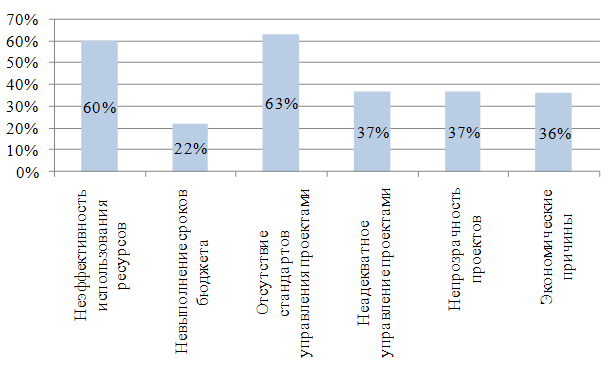 70%
60%
50%
40%
30%
20%
10%
0%
60%
22%
63%
37%
37%
36%
Неэффективность
использования
ресурсов
Невыполнение сроков
бюджета
Отсутствие
стандартов
управления проектами
Неадекватное
управление проектами
Непрозрачность
проектов
Экономические
причины